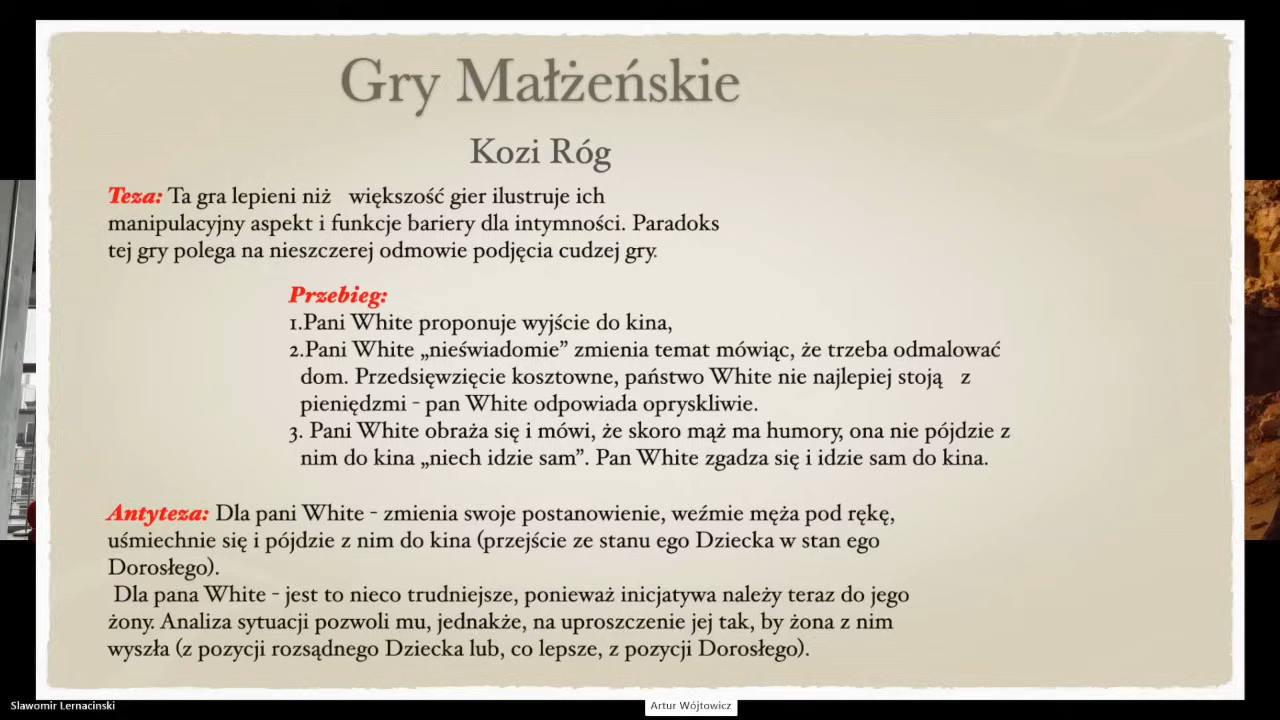 Gry Małżeńskie
Kozi Róg
Teza: Ta gra lepieni niż większość gier ilustruje ich
manipulacyjny aspekt i funkcje bariery dla intymności. Paradoks
tej gry polega na nieszczerej odmowie podjęcia cudzej gry.
Przebieg:
1.Pani White proponuje wyjście do kina,
2.Pani White „nieświadomie” zmienia temat mówiąc, że trzeba odmalować
dom. Przedsięwzięcie kosztowne, państwo White nie najlepiej stoją z
pieniędzmi - pan White odpowiada opryskliwie.
3. Pani White obraża się i mówi, że skoro mąż ma humory, ona nie pójdzie z
nim do kina „niech idzie sam”. Pan White zgadza się i idzie sam do kina.
Antyteza: Dla pani White - zmienia swoje postanowienie, weźmie męża pod rękę,
uśmiechnie się i pójdzie z nim do kina (przejście ze stanu ego Dziecka w stan ego
Dorosłego).
Dla pana White - jest to nieco trudniejsze, ponieważ inicjatywa należy teraz do jego
żony. Analiza sytuacji pozwoli mu, jednakże, na uproszczenie jej tak, by żona z nim
wyszła (z pozycji rozsądnego Dziecka lub, co lepsze, z pozycji Dorosłego).
Slawomir Lernacinski
Artur Wójtowicz